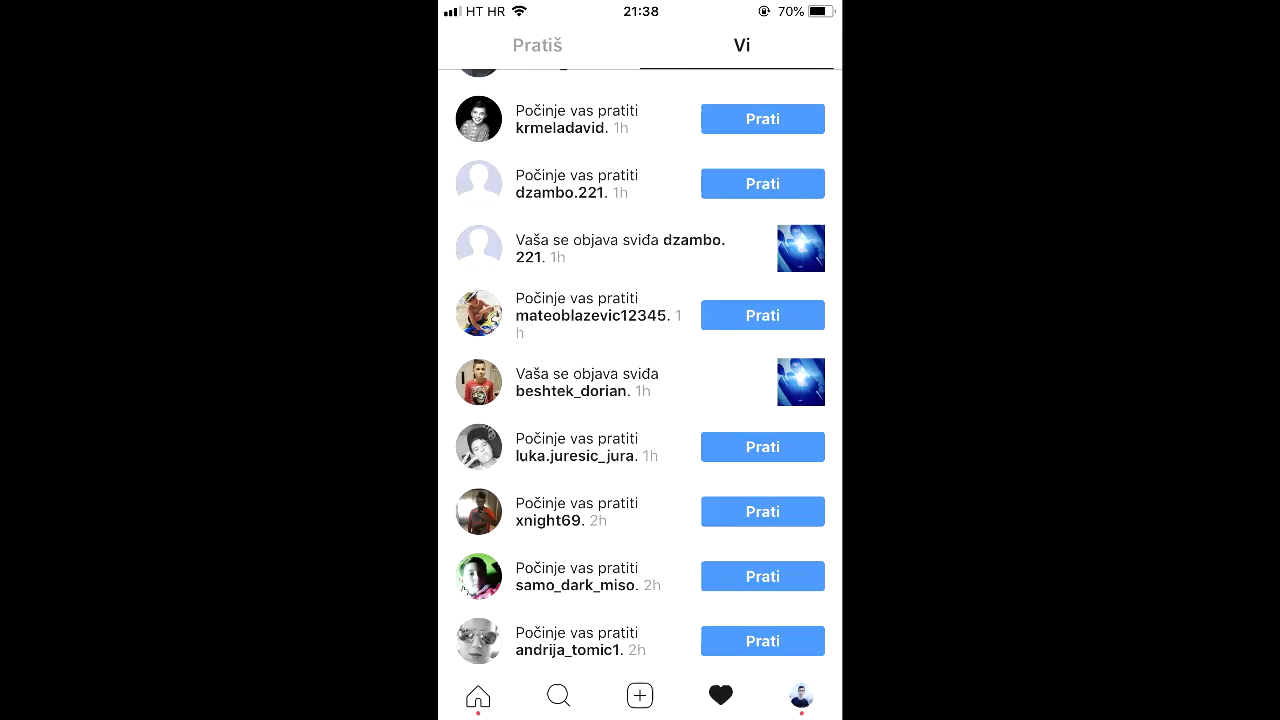 HT HR 21:38 70%
Pratiš Vi
Počinje vas pratiti
krmeladavid. 1h
Prati
Počinje vas pratiti
dzambo.221. 1h
Prati
Vaša se objava sviđa dzambo.
221. 1h
Počinje vas pratiti
mateoblazevic12345. 1
h
Prati
Vaša se objava sviđa
beshtek_dorian. 1h
Počinje vas pratiti
luka.juresic_jura. 1h
Prati
Počinje vas pratiti
xnight69. 2h
Prati
Počinje vas pratiti
samo_dark_miso. 2h
Prati
Počinje vas pratiti
andrija_tomic1. 2h
Prati